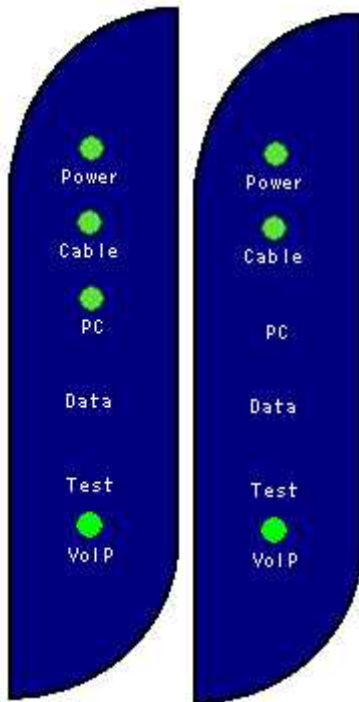 Power
Cable
PC
Data
Test
VoIP
Power
Cable
PC
Data
Test
VoIP